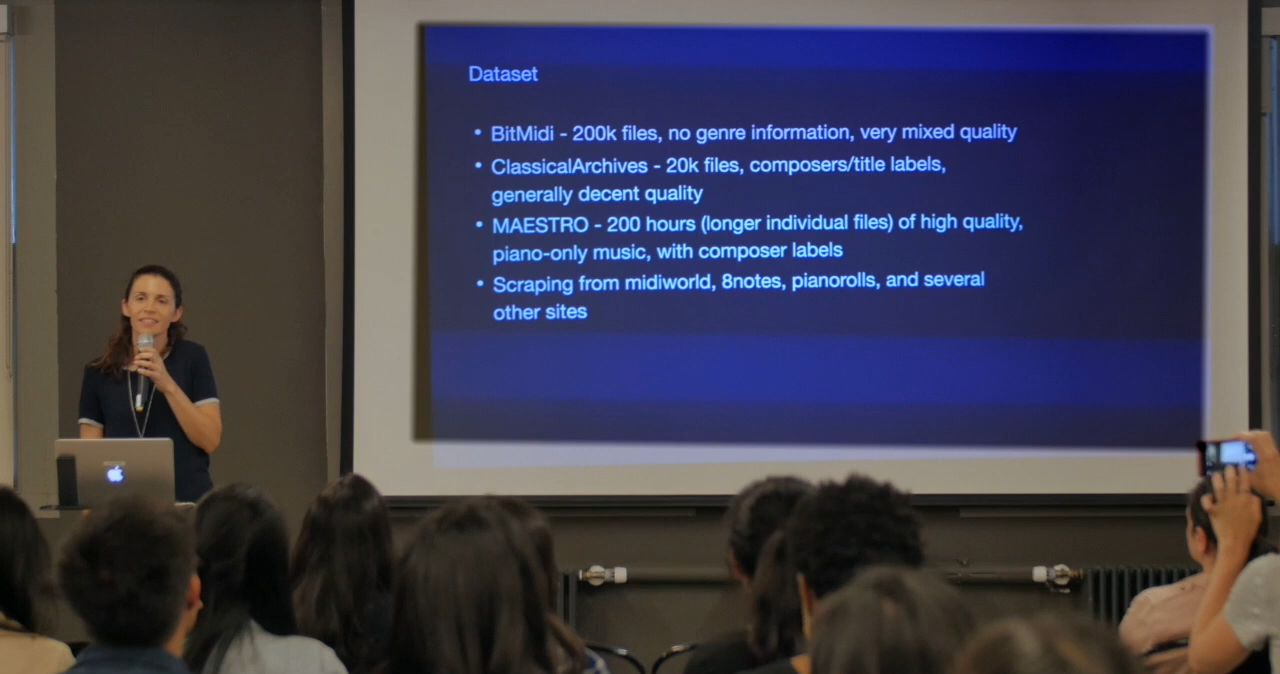 Dataset
• BitMidi - 200k files, no genre information, very mixed quality
• ClassicalArchives - 20k files, composers/title labels,
generally decent quality
• MAESTRO - 200 hours (longer individual files) of high quality,
piano-only music, with composer labels
• Scraping from midiworld, 8notes, pianorolls, and several
other sites